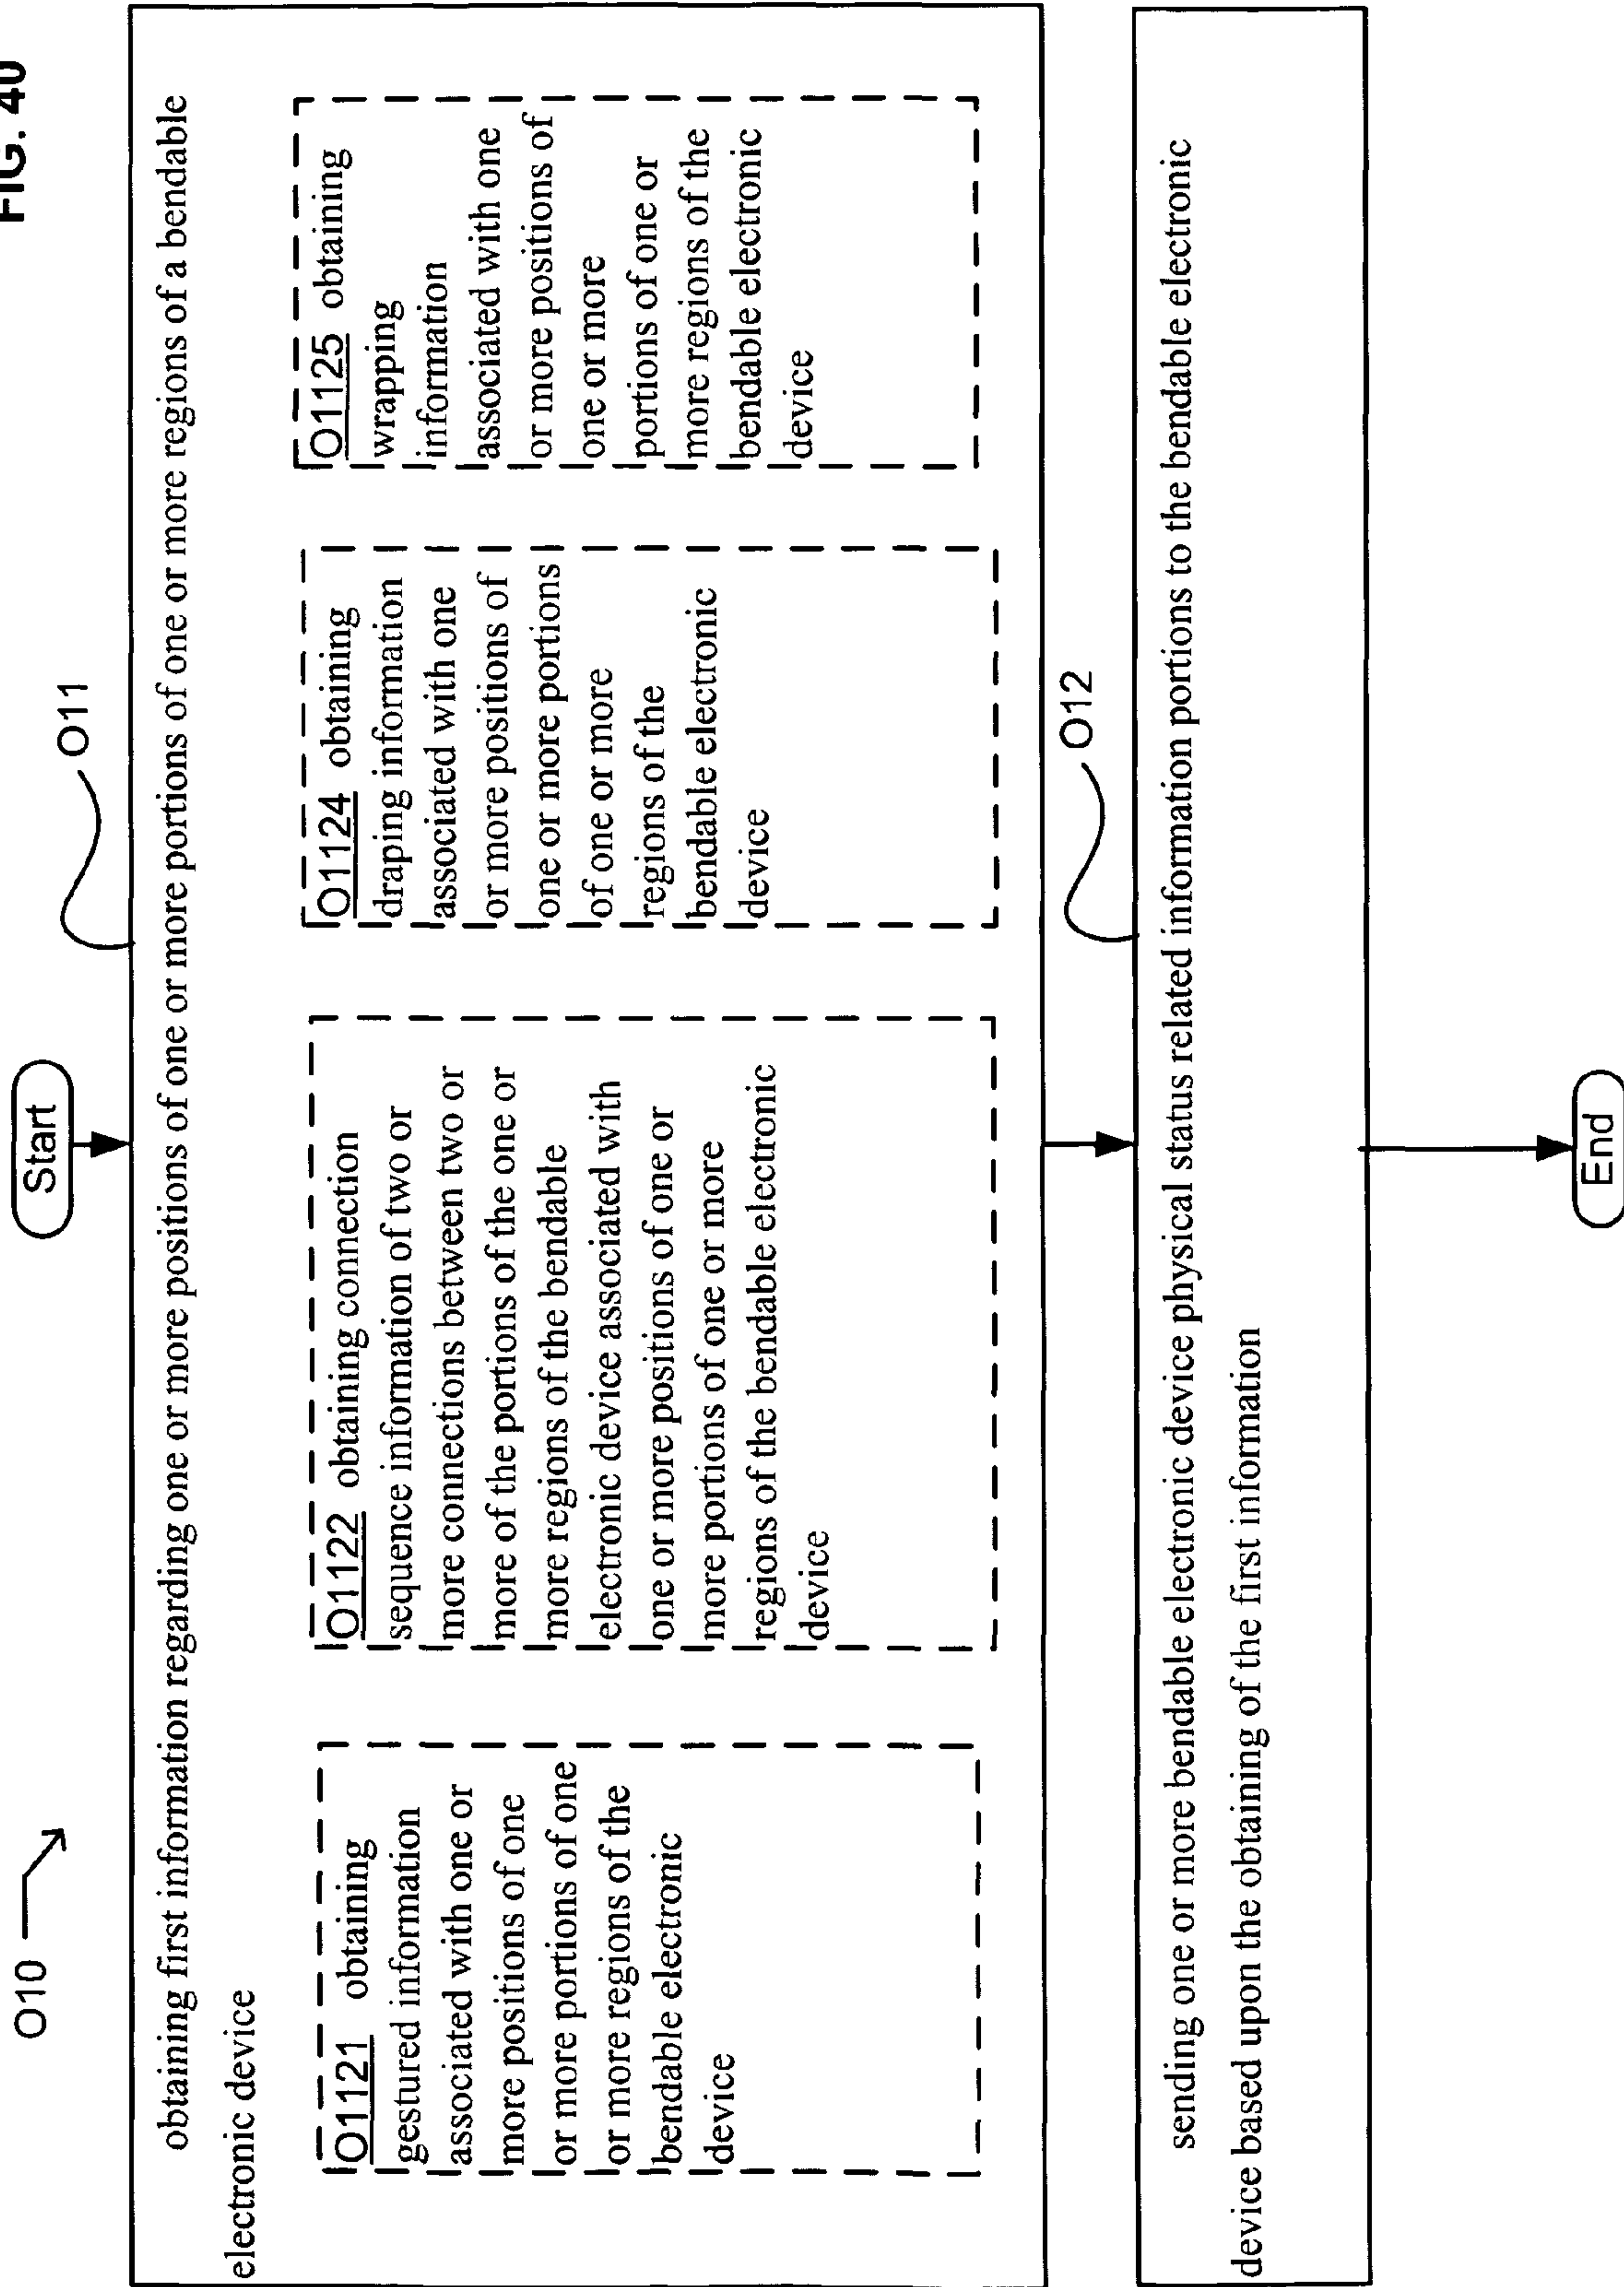 FIG. 40
O10
Start
O11
obtaining first information regarding one or more positions of one or more portions of one or more regions of a bendable
electronic device
O1121 obtaining
gestured information
associated with one or
more positions of one
or more portions of one
or more regions of the
bendable electronic
device
O1122 obtaining connection
sequence information of two or
more connections between two or
more of the portions of the one or
more regions of the bendable
electronic device associated with
one or more positions of one or
more portions of one or more
regions of the bendable electronic
device
O1124 obtaining
draping information
associated with one
or more positions of
one or more portions
of one or more
regions of the
bendable electronic
device
O1125 obtaining
wrapping
information
associated with one
or more positions of
one or more
portions of one or
more regions of the
bendable electronic
device
O12
sending one or more bendable electronic device physical status related information portions to the bendable electronic
device based upon the obtaining of the first information
End